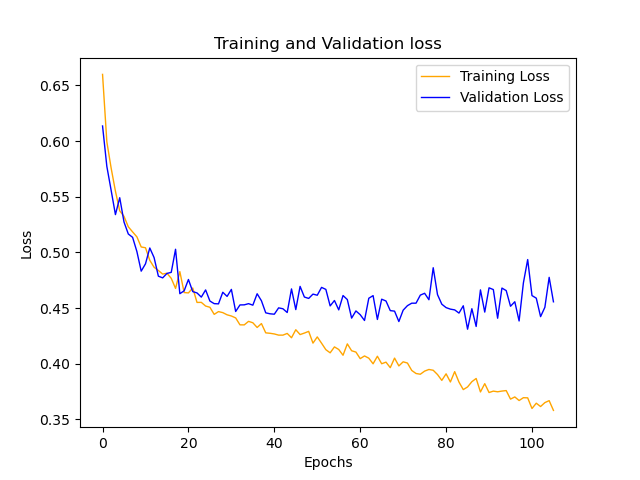 Training and Validation loss
Training Loss
Validation Loss
0.65
0.60
0.55
0.50
0.45
0.40
0.35
Loss
0
20
40
60
80
100
Epochs